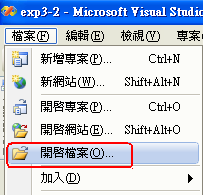 exp3-2 - Microsoft Visual Studio
檔案(F) 編輯(E) 檢視(V) 專案
新增專案(P)... Ctrl+N
新網站(W)... Shift+Alt+N
開啟專案(P)... Ctrl+O
開啟網站(E)... Shift+Alt+O
開啟檔案(O)...
加入(D)